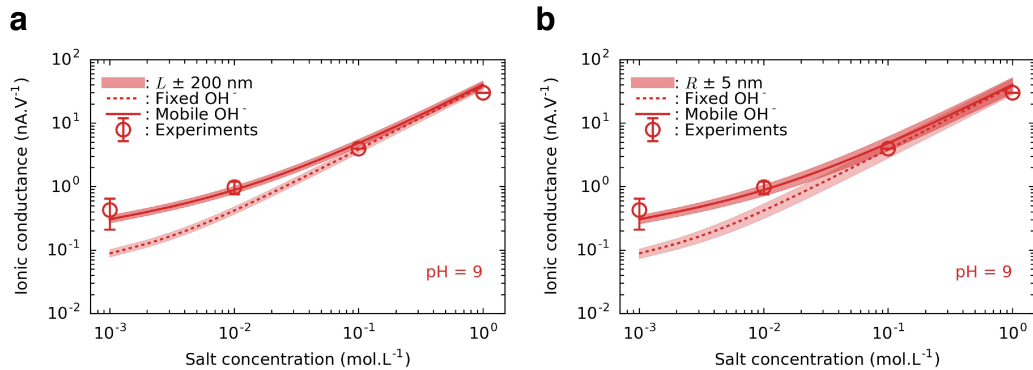 a
Ionic conductance (nA.V⁻¹)
10²
10¹
10⁰
10⁻¹
10⁻²
: L ± 200 nm
: Fixed OH⁻
: Mobile OH⁻
: Experiments
pH = 9
10⁻³ 10⁻² 10⁻¹ 10⁰
Salt concentration (mol.L⁻¹)
b
Ionic conductance (nA.V⁻¹)
10²
10¹
10⁰
10⁻¹
10⁻²
: R ± 5 nm
: Fixed OH⁻
: Mobile OH⁻
: Experiments
pH = 9
10⁻³ 10⁻² 10⁻¹ 10⁰
Salt concentration (mol.L⁻¹)